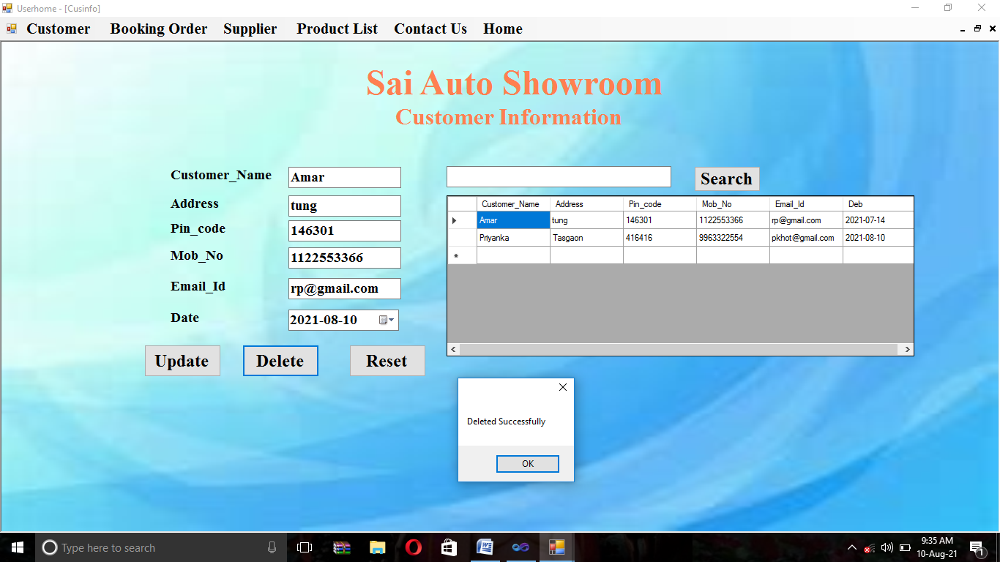 Userhome - [Cusinfo]
Customer Booking Order Supplier Product List Contact Us Home
Sai Auto Showroom
Customer Information
Customer_Name Amar
Address tung
Pin_code 146301
Mob_No 1122553366
Email_Id rp@gmail.com
Date 2021-08-10
Update Delete Reset
Search
Customer_Name Address Pin_code Mob_No Email_Id Deb
Amar tung 146301 1122553366 rp@gmail.com 2021-07-14
Priyanka Tasgaon 416416 9963322554 pkhot@gmail.com 2021-08-10
*
Deleted Successfully
OK
Type here to search
9:35 AM
10-Aug-21
1